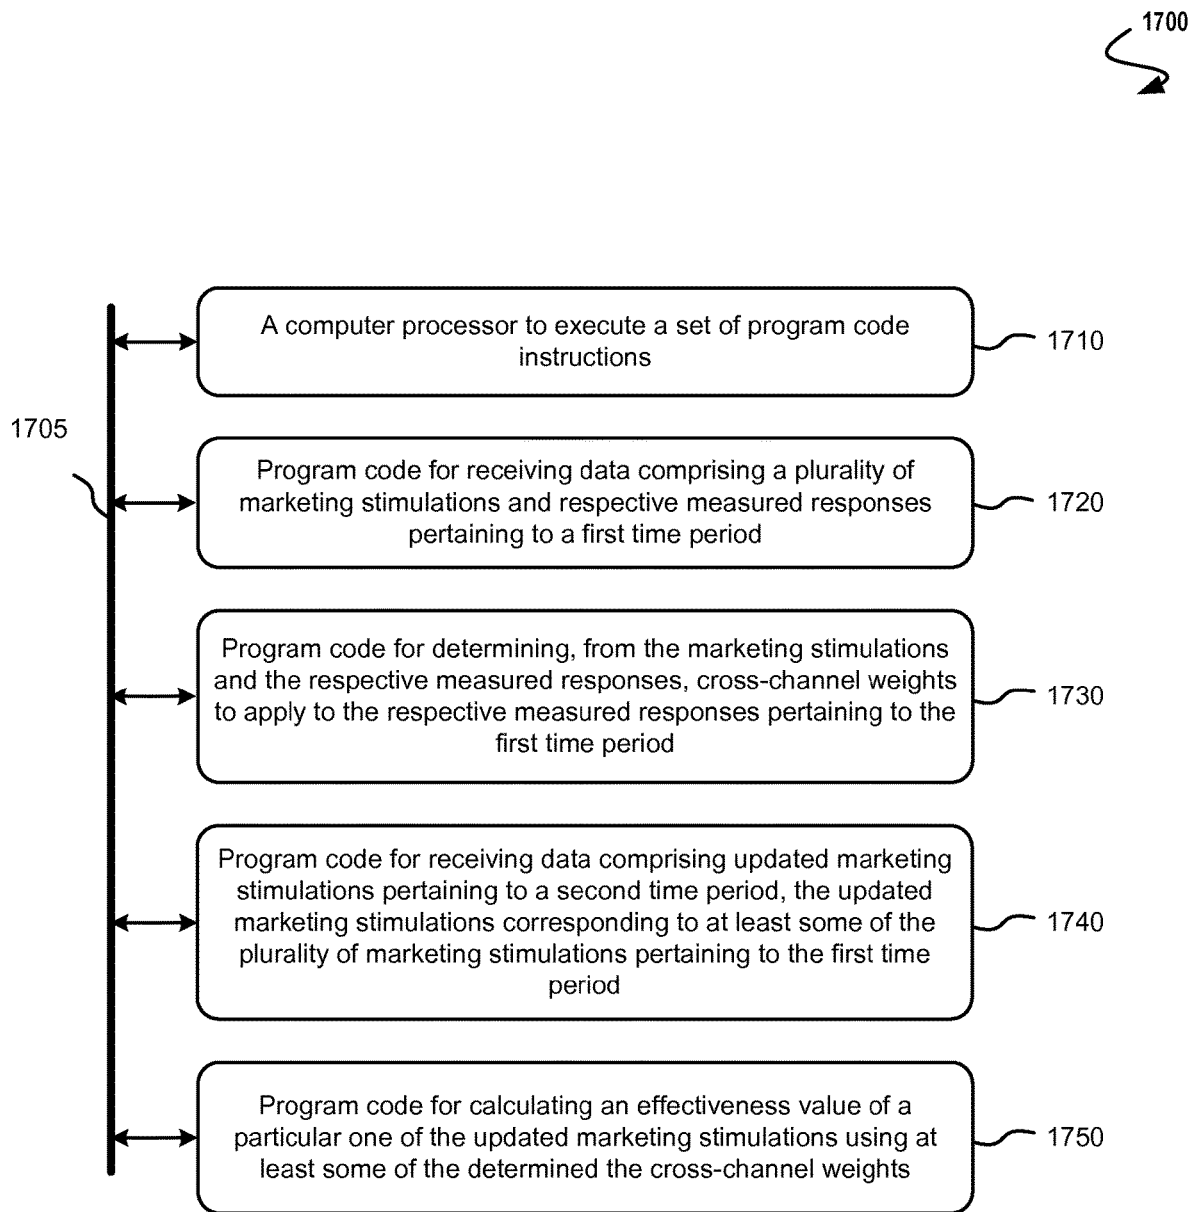 1700
A computer processor to execute a set of program code
instructions
1710
1705
Program code for receiving data comprising a plurality of
marketing stimulations and respective measured responses
pertaining to a first time period
1720
Program code for determining, from the marketing stimulations
and the respective measured responses, cross-channel weights
to apply to the respective measured responses pertaining to the
first time period
1730
Program code for receiving data comprising updated marketing
stimulations pertaining to a second time period, the updated
marketing stimulations corresponding to at least some of the
plurality of marketing stimulations pertaining to the first time
period
1740
Program code for calculating an effectiveness value of a
particular one of the updated marketing stimulations using at
least some of the determined the cross-channel weights
1750